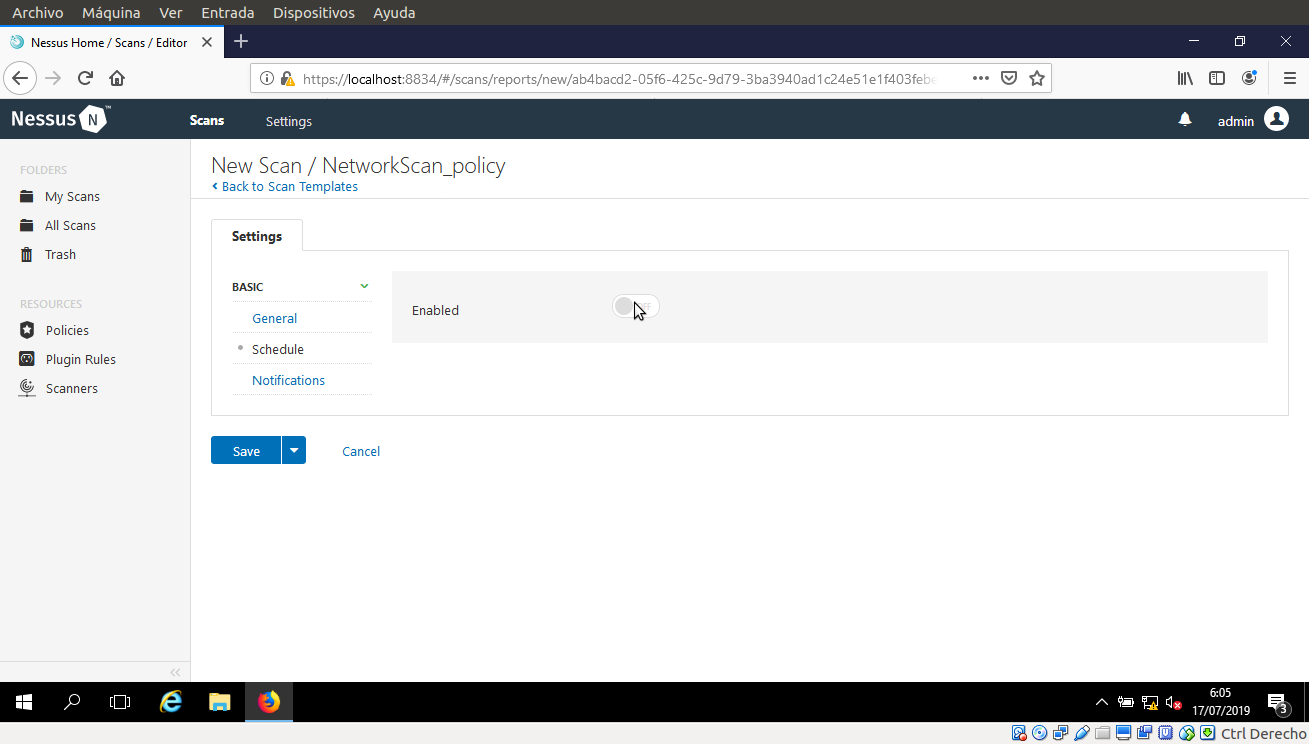 Archivo Máquina Ver Entrada Dispositivos Ayuda
Nessus Home / Scans / Editor
https://localhost:8834/#/scans/reports/new/ab4bacd2-05f6-425c-9d79-3ba3940ad1c24e51e1f403febe
Nessus N ™ Scans Settings admin
FOLDERS
My Scans
All Scans
Trash
RESOURCES
Policies
Plugin Rules
Scanners
New Scan / NetworkScan_policy
Back to Scan Templates
Settings
BASIC
General
Schedule
Notifications
Enabled
Save
Cancel
6:05
17/07/2019
3
Ctrl Derecho